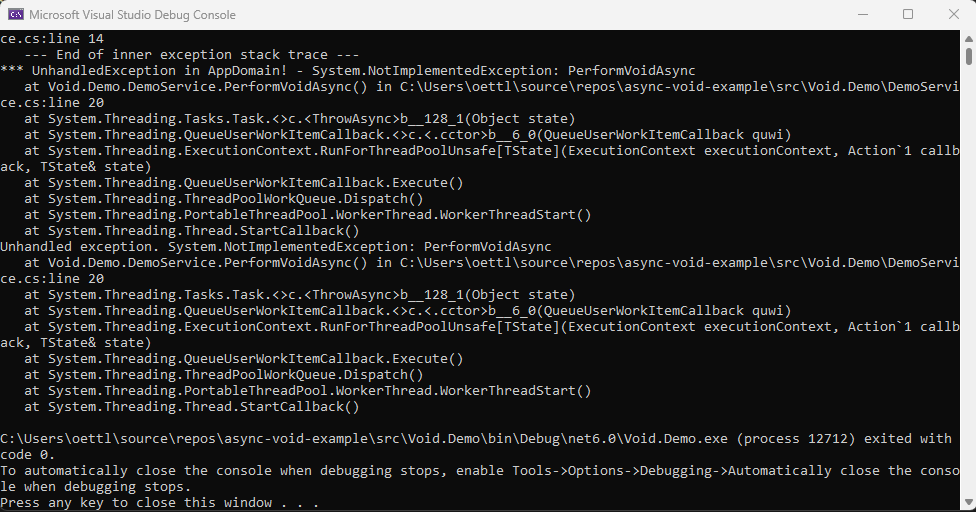 Microsoft Visual Studio Debug Console
ce.cs:line 14
   --- End of inner exception stack trace ---
*** UnhandledException in AppDomain! - System.NotImplementedException: PerformVoidAsync
   at Void.Demo.DemoService.PerformVoidAsync() in C:\Users\oettl\source\repos\async-void-example\src\Void.Demo\DemoServi
ce.cs:line 20
   at System.Threading.Tasks.Task.<>c.<ThrowAsync>b__128_1(Object state)
   at System.Threading.QueueUserWorkItemCallback.<>c.<.cctor>b__6_0(QueueUserWorkItemCallback quwi)
   at System.Threading.ExecutionContext.RunForThreadPoolUnsafe[TState](ExecutionContext executionContext, Action`1 callb
ack, TState& state)
   at System.Threading.QueueUserWorkItemCallback.Execute()
   at System.Threading.ThreadPoolWorkQueue.Dispatch()
   at System.Threading.PortableThreadPool.WorkerThread.WorkerThreadStart()
   at System.Threading.Thread.StartCallback()
Unhandled exception. System.NotImplementedException: PerformVoidAsync
   at Void.Demo.DemoService.PerformVoidAsync() in C:\Users\oettl\source\repos\async-void-example\src\Void.Demo\DemoServi
ce.cs:line 20
   at System.Threading.Tasks.Task.<>c.<ThrowAsync>b__128_1(Object state)
   at System.Threading.QueueUserWorkItemCallback.<>c.<.cctor>b__6_0(QueueUserWorkItemCallback quwi)
   at System.Threading.ExecutionContext.RunForThreadPoolUnsafe[TState](ExecutionContext executionContext, Action`1 callb
ack, TState& state)
   at System.Threading.QueueUserWorkItemCallback.Execute()
   at System.Threading.ThreadPoolWorkQueue.Dispatch()
   at System.Threading.PortableThreadPool.WorkerThread.WorkerThreadStart()
   at System.Threading.Thread.StartCallback()
C:\Users\oettl\source\repos\async-void-example\src\Void.Demo\bin\Debug\net6.0\Void.Demo.exe (process 12712) exited with
code 0.
To automatically close the console when debugging stops, enable Tools->Options->Debugging->Automatically close the conso
le when debugging stops.
Press any key to close this window . . .